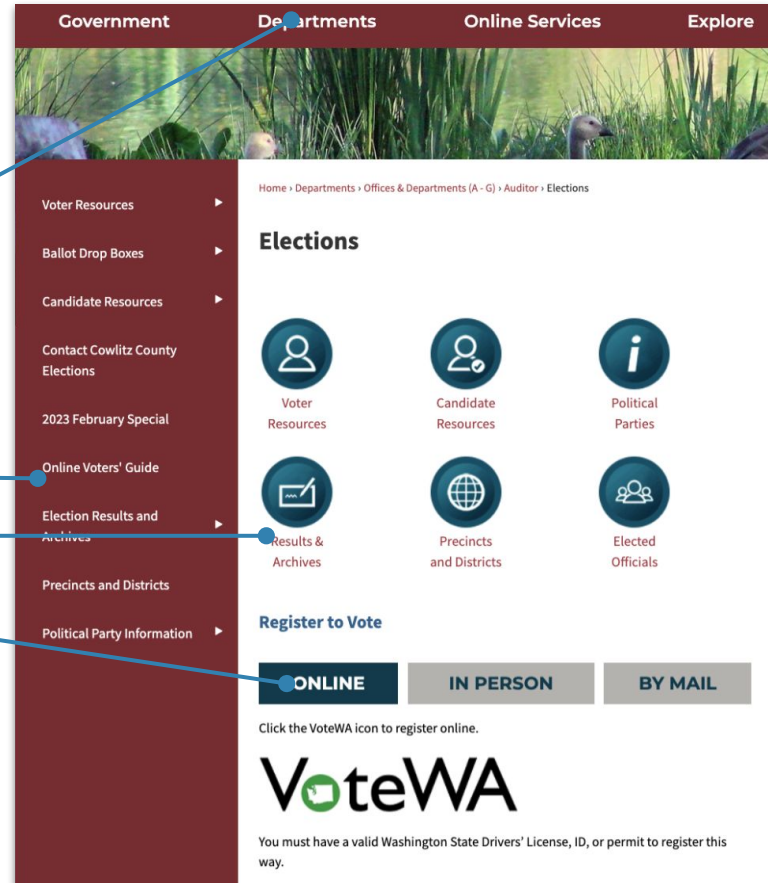 Government Departments Online Services Explore
Voter Resources
Ballot Drop Boxes
Candidate Resources
Contact Cowlitz County
Elections
2023 February Special
Online Voters' Guide
Election Results and
Archives
Precincts and Districts
Political Party Information
Home › Departments › Offices & Departments (A - G) › Auditor › Elections
Elections
Voter
Resources
Candidate
Resources
Political
Parties
Results &
Archives
Precincts
and Districts
Elected
Officials
Register to Vote
ONLINE IN PERSON BY MAIL
Click the VoteWA icon to register online.
VoteWA
You must have a valid Washington State Drivers' License, ID, or permit to register this
way.